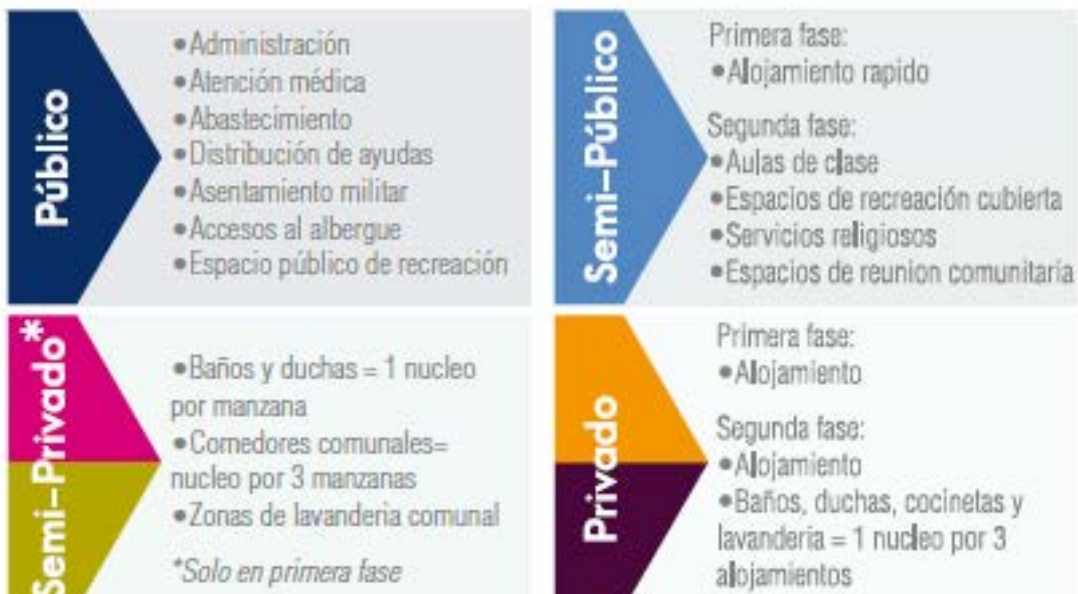 Público
•Administración
•Atención médica
•Abastecimiento
•Distribución de ayudas
•Asentamiento militar
•Accesos al albergue
•Espacio público de recreación
Semi-Público
Primera fase:
•Alojamiento rapido
Segunda fase:
•Aulas de clase
•Espacios de recreación cubierta
•Servicios religiosos
•Espacios de reunion comunitaria
Semi-Privado*
•Baños y duchas = 1 nucleo
por manzana
•Comedores comunales=
nucleo por 3 manzanas
•Zonas de lavanderia comunal
*Solo en primera fase
Privado
Primera fase:
•Alojamiento
Segunda fase:
•Alojamiento
•Baños, duchas, cocinetas y
lavanderia = 1 nucleo por 3
alojamientos